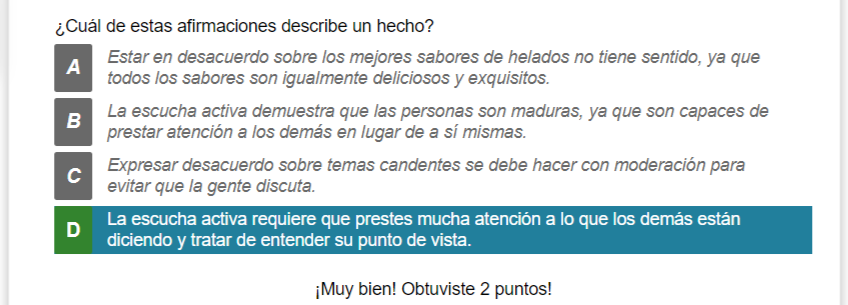 ¿Cuál de estas afirmaciones describe un hecho?
A Estar en desacuerdo sobre los mejores sabores de helados no tiene sentido, ya que
todos los sabores son igualmente deliciosos y exquisitos.
B La escucha activa demuestra que las personas son maduras, ya que son capaces de
prestar atención a los demás en lugar de a sí mismas.
C Expresar desacuerdo sobre temas candentes se debe hacer con moderación para
evitar que la gente discuta.
D La escucha activa requiere que prestes mucha atención a lo que los demás están
diciendo y tratar de entender su punto de vista.
¡Muy bien! Obtuviste 2 puntos!